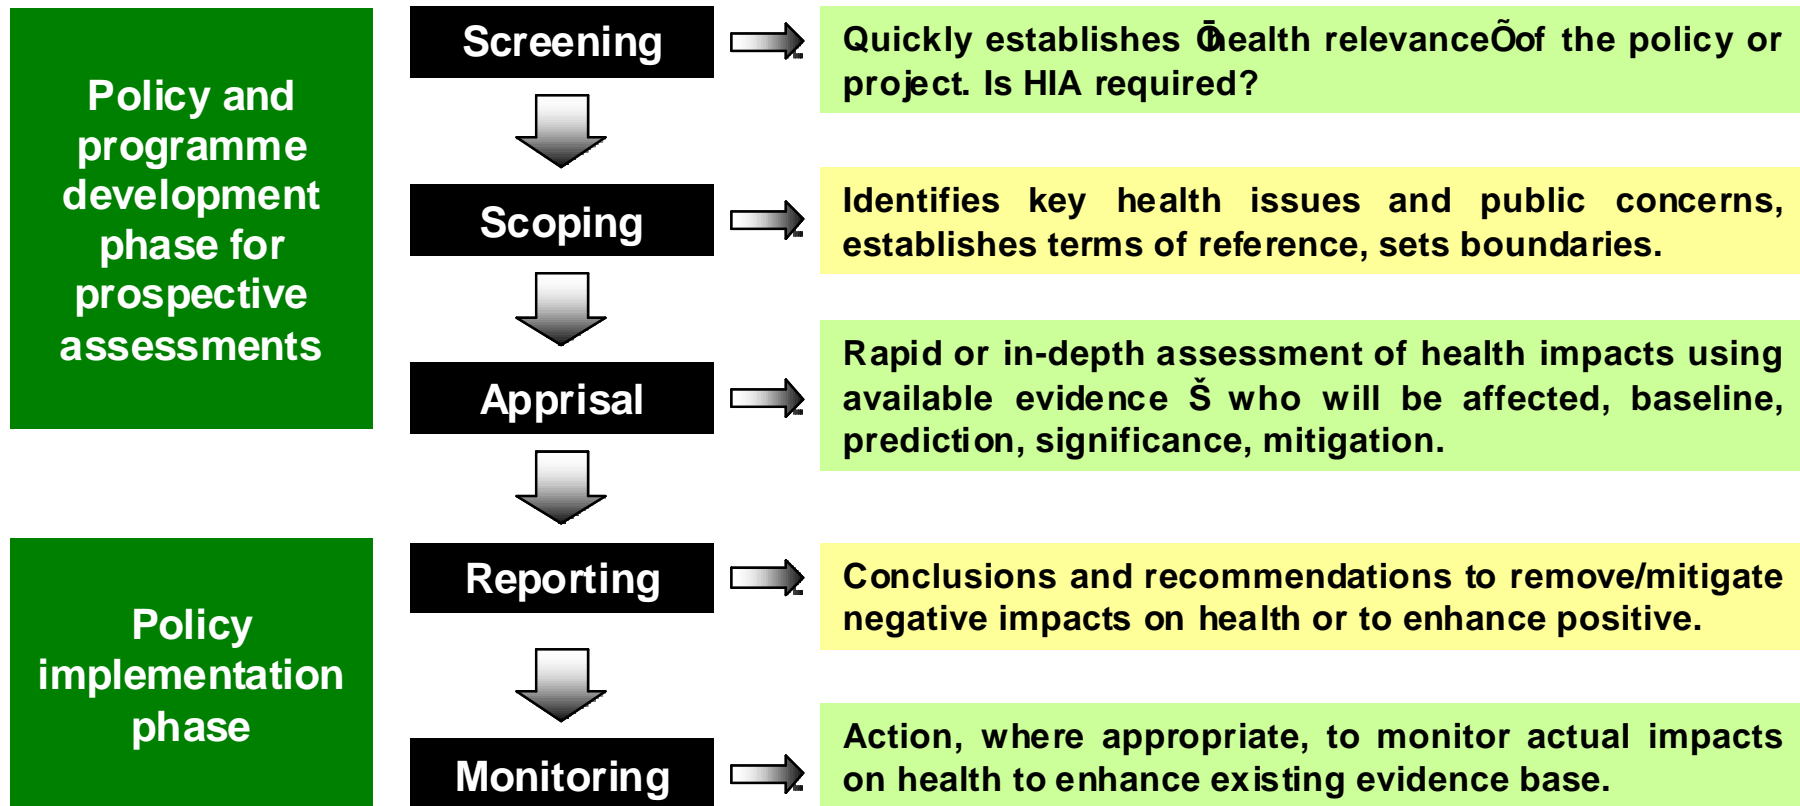 Policy and
programme
development
phase for
prospective
assessments
Policy
implementation
phase
Screening
Quickly establishes Ôhealth relevanceÕ of the policy or
project. Is HIA required?
Scoping
Identifies key health issues and public concerns,
establishes terms of reference, sets boundaries.
Apprisal
Rapid or in-depth assessment of health impacts using
available evidence Š who will be affected, baseline,
prediction, significance, mitigation.
Reporting
Conclusions and recommendations to remove/mitigate
negative impacts on health or to enhance positive.
Monitoring
Action, where appropriate, to monitor actual impacts
on health to enhance existing evidence base.